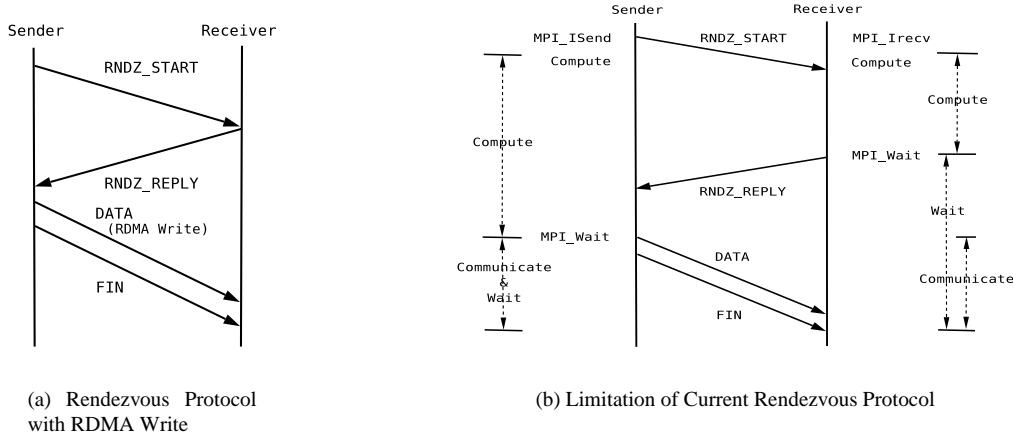 Sender
Receiver
RNDZ_START
RNDZ_REPLY
DATA
(RDMA Write)
FIN
(a) Rendezvous Protocol
with RDMA Write
Sender
Receiver
MPI_ISend
RNDZ_START
MPI_Irecv
Compute
Compute
Compute
Compute
MPI_Wait
RNDZ_REPLY
Wait
MPI_Wait
DATA
Communicate
&
Wait
Communicate
FIN
(b) Limitation of Current Rendezvous Protocol